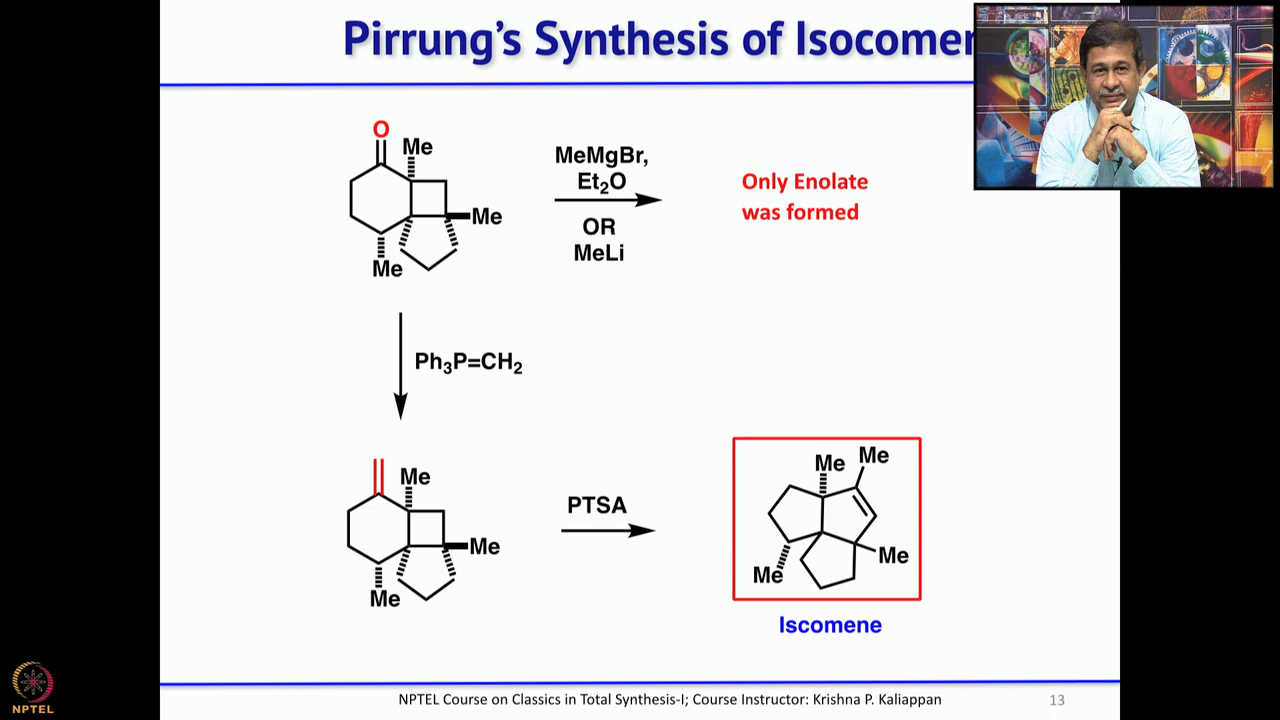 Pirrung's Synthesis of Isocomen
O
Me
Me
Me
MeMgBr,
Et2O
OR
MeLi
Only Enolate
was formed
Ph3P=CH2
Me
Me
Me
PTSA
Me
Me
Me
Me
Iscomene
NPTEL
NPTEL Course on Classics in Total Synthesis-I; Course Instructor: Krishna P. Kaliappan
13